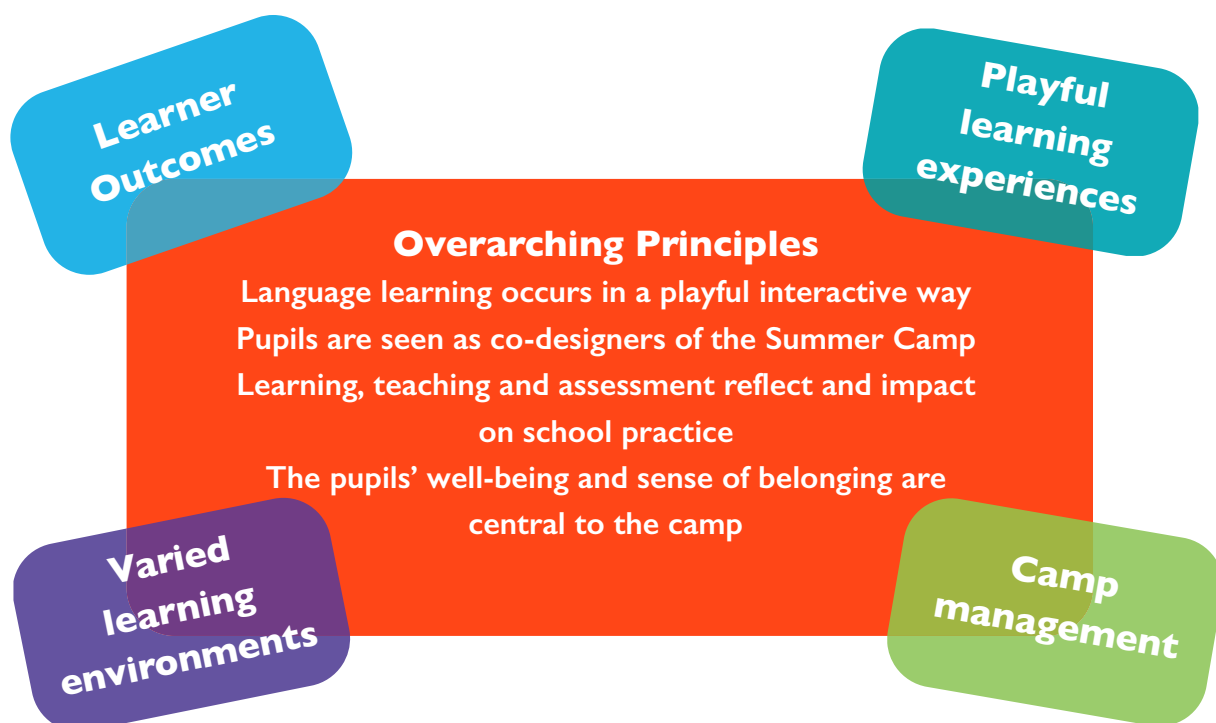 Learner
Outcomes
Playful
learning
experiences
Overarching Principles
Language learning occurs in a playful interactive way
Pupils are seen as co-designers of the Summer Camp
Learning, teaching and assessment reflect and impact
on school practice
The pupils’ well-being and sense of belonging are
central to the camp
Varied
learning
environments
Camp
management